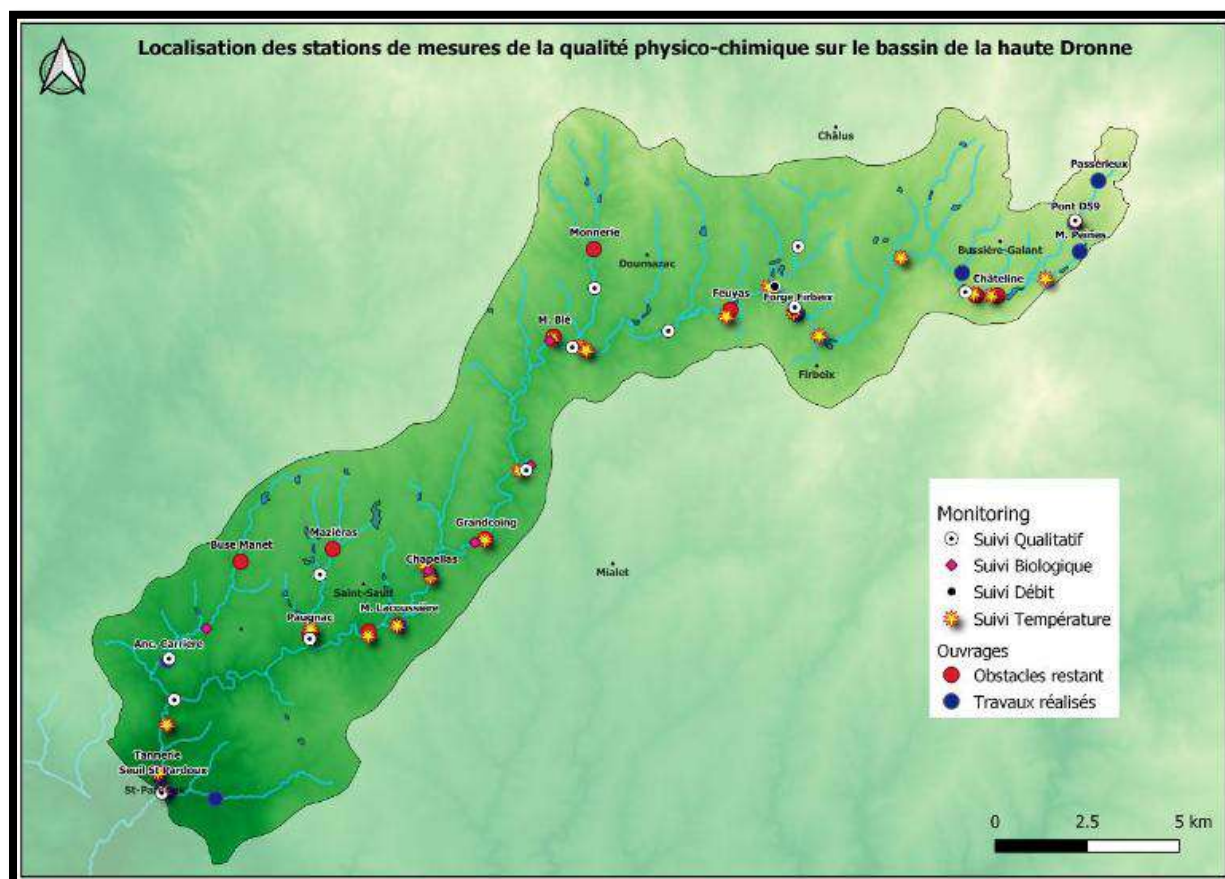 Localisation des stations de mesures de la qualité physico-chimique sur le bassin de la haute Dronne
Châlus
Passérieux
Pont D59
Monnerie
M. Peines
Bussière-Galant
Dournazac
Châteline
Feuyas
Forge Firbeix
M. Blé
Firbeix
Grandcoing
Maziéras
Buse Manet
Chapellas
Mialet
Saint-Saud
M. Lacoussière
Paugnac
Anc. Carrière
Tannerie
Seuil St-Pardoux
Monitoring
Suivi Qualitatif
Suivi Biologique
Suivi Débit
Suivi Température
Ouvrages
Obstacles restant
Travaux réalisés
0 2.5 5 km